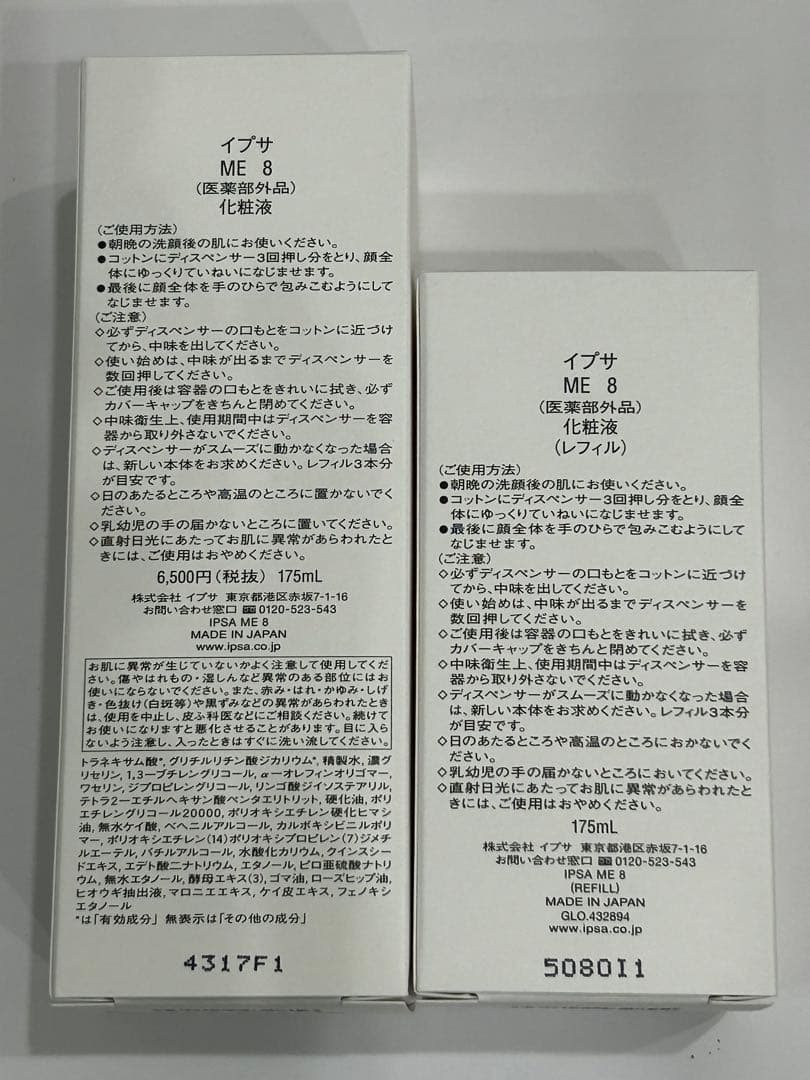 イプサ
ME 8
(医薬部外品)
化粧液
(ご使用方法)
●朝晩の洗顔後の肌にお使いください。
●コットンにディスペンサー3回押し分をとり、顔全
体にゆっくりていねいになじませます。
●最後に顔全体を手のひらで包みこむようにして
なじませます。
(ご注意)
◇必ずディスペンサーの口もとをコットンに近づけ
てから、中味を出してください。
◇使い始めは、中味が出るまでディスペンサーを
数回押してください。
◇ご使用後は容器の口もとをきれいに拭き、必ず
カバーキャップをきちんと閉めてください。
◇中味衛生上、使用期間中はディスペンサーを容
器から取り外さないでください。
◇ディスペンサーがスムーズに動かなくなった場合
は、新しい本体をお求めください。レフィル3本分
が目安です。
◇日のあたるところや高温のところに置かないでく
ださい。
◇乳幼児の手の届かないところに置いてください。
◇直射日光にあたってお肌に異常があらわれたと
きには、ご使用はおやめください。
6,500円(税抜) 175mL
株式会社 イプサ 東京都港区赤坂7-1-16
お問い合わせ窓口 0120-523-543
IPSA ME 8
MADE IN JAPAN
www.ipsa.co.jp
お肌に異常が生じていないかよく注意して使用してくだ
さい。傷やはれもの・湿しんなど異常のある部位にはお
使いにならないでください。また、赤み・はれ・かゆみ・しげ
き・色抜け(白斑等)や黒ずみなどの異常があらわれたとき
は、使用を中止し、皮ふ科医などにご相談ください。続けて
お使いになりますと悪化させることがあります。目に入ら
ないよう注意し、入ったときはすぐに洗い流してください。
トラネキサム酸*, グリチルリチン酸ジカリウム*, 精製水, 濃グ
リセリン, 1,3-ブチレングリコール, α-オレフィンオリゴマー,
ワセリン, ジプロピレングリコール, リンゴ酸ジイソステアリル,
テトラ2-エチルヘキサン酸ペンタエリトリット, 硬化油, ポリ
エチレングリコール20000, ポリオキシエチレン硬化ヒマシ
油, 無水ケイ酸, ベヘニルアルコール, カルボキシビニルポリ
マー, ポリオキシエチレン(14)ポリオキシプロピレン(7)ジメチ
ルエーテル, バチルアルコール, 水酸化カリウム, クインスシー
ドエキス, エデト酸二ナトリウム, エタノール, ピロ亜硫酸ナトリ
ウム, 無水エタノール, 酵母エキス(3), ゴマ油, ローズヒップ油,
ヒオウギ抽出液, マロニエエキス, ケイ皮エキス, フェノキシ
エタノール
*は「有効成分」 無表示は「その他の成分」
4317F1
イプサ
ME 8
(医薬部外品)
化粧液
(レフィル)
(ご使用方法)
●朝晩の洗顔後の肌にお使いください。
●コットンにディスペンサー3回押し分をとり、顔全
体にゆっくりていねいになじませます。
●最後に顔全体を手のひらで包みこむようにして
なじませます。
(ご注意)
◇必ずディスペンサーの口もとをコットンに近づ
けてから、中味を出してください。
◇使い始めは、中味が出るまでディスペンサーを
数回押してください。
◇ご使用後は容器の口もとをきれいに拭き、必ず
カバーキャップをきちんと閉めてください。
◇中味衛生上、使用期間中はディスペンサーを容
器から取り外さないでください。
◇ディスペンサーがスムーズに動かなくなった場合
は、新しい本体をお求めください。レフィル3本分
が目安です。
◇日のあたるところや高温のところにおかないでく
ださい。
◇乳幼児の手の届かないところにおいてください。
◇直射日光にあたってお肌に異常があらわれたと
きには、ご使用はおやめください。
175mL
株式会社 イプサ 東京都港区赤坂7-1-16
お問い合わせ窓口 0120-523-543
IPSA ME 8
(REFILL)
MADE IN JAPAN
GLO.432894
www.ipsa.co.jp
5080I1